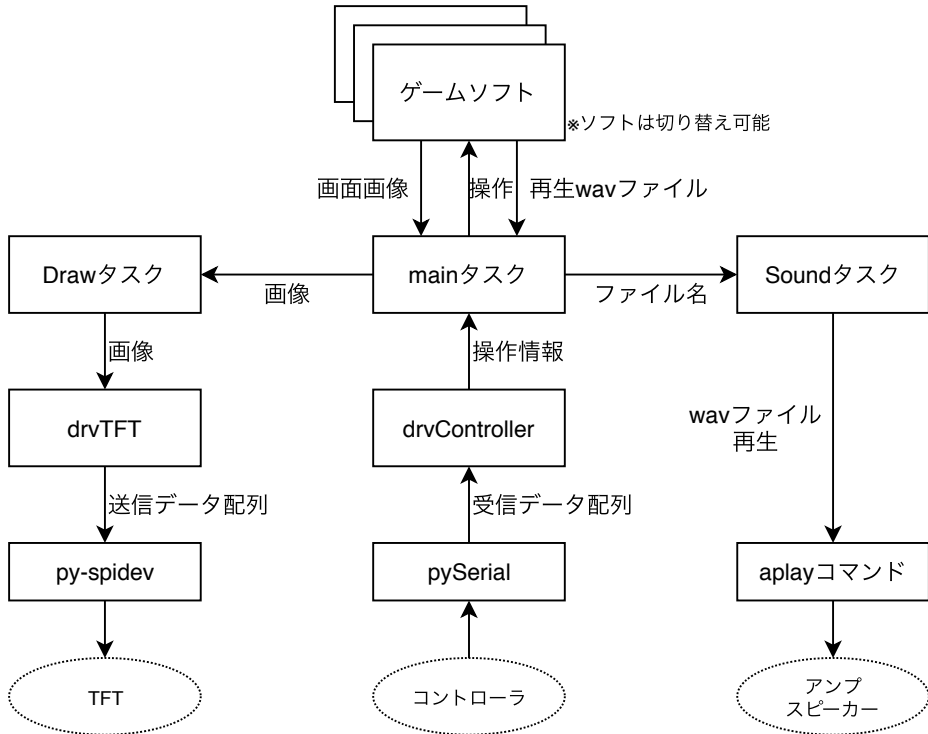 ゲームソフト
※ソフトは切り替え可能
画面画像
操作
再生wavファイル
Drawタスク
画像
mainタスク
ファイル名
Soundタスク
画像
操作情報
drvTFT
drvController
wavファイル
再生
送信データ配列
受信データ配列
py-spidev
pySerial
aplayコマンド
TFT
コントローラ
アンプ
スピーカー